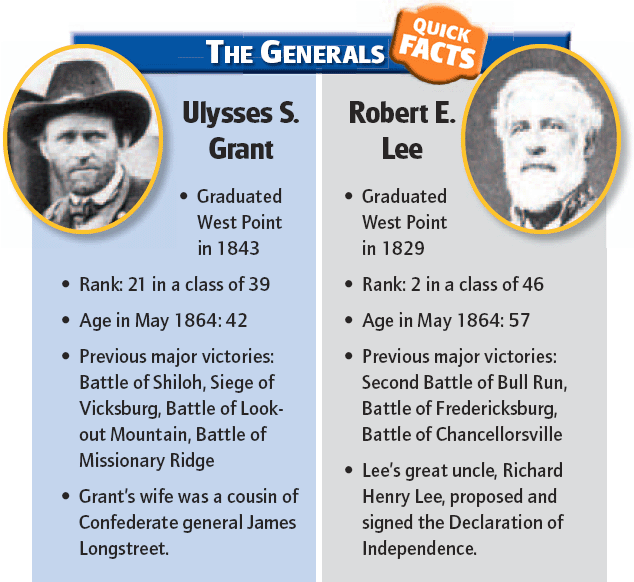 THE GENERALS
QUICK
FACTS
Ulysses S.
Grant
• Graduated
West Point
in 1843
• Rank: 21 in a class of 39
• Age in May 1864: 42
• Previous major victories:
Battle of Shiloh, Siege of
Vicksburg, Battle of Look-
out Mountain, Battle of
Missionary Ridge
• Grant's wife was a cousin of
Confederate general James
Longstreet.
Robert E.
Lee
• Graduated
West Point
in 1829
• Rank: 2 in a class of 46
• Age in May 1864: 57
• Previous major victories:
Second Battle of Bull Run,
Battle of Fredericksburg,
Battle of Chancellorsville
• Lee's great uncle, Richard
Henry Lee, proposed and
signed the Declaration of
Independence.